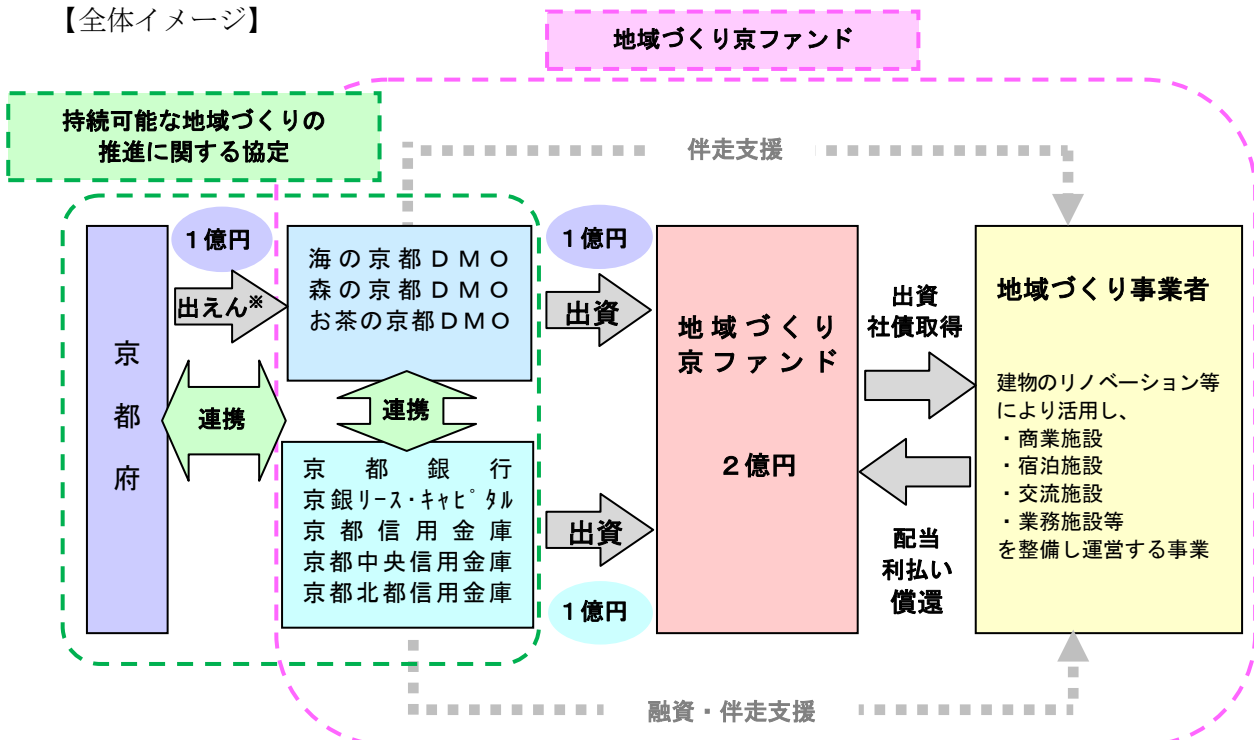 【全体イメージ】
地域づくり京ファンド
持続可能な地域づくりの
推進に関する協定
伴走支援
京都府
1億円
出えん※
連携
海の京都DMO
森の京都DMO
お茶の京都DMO
連携
京都銀行
京銀リース・キャピタル
京都信用金庫
京都中央信用金庫
京都北都信用金庫
1億円
出資
出資
1億円
地域づくり
京ファンド
2億円
出資
社債取得
配当
利払い
償還
地域づくり事業者
建物のリノベーション等
により活用し、
・商業施設
・宿泊施設
・交流施設
・業務施設等
を整備し運営する事業
融資・伴走支援